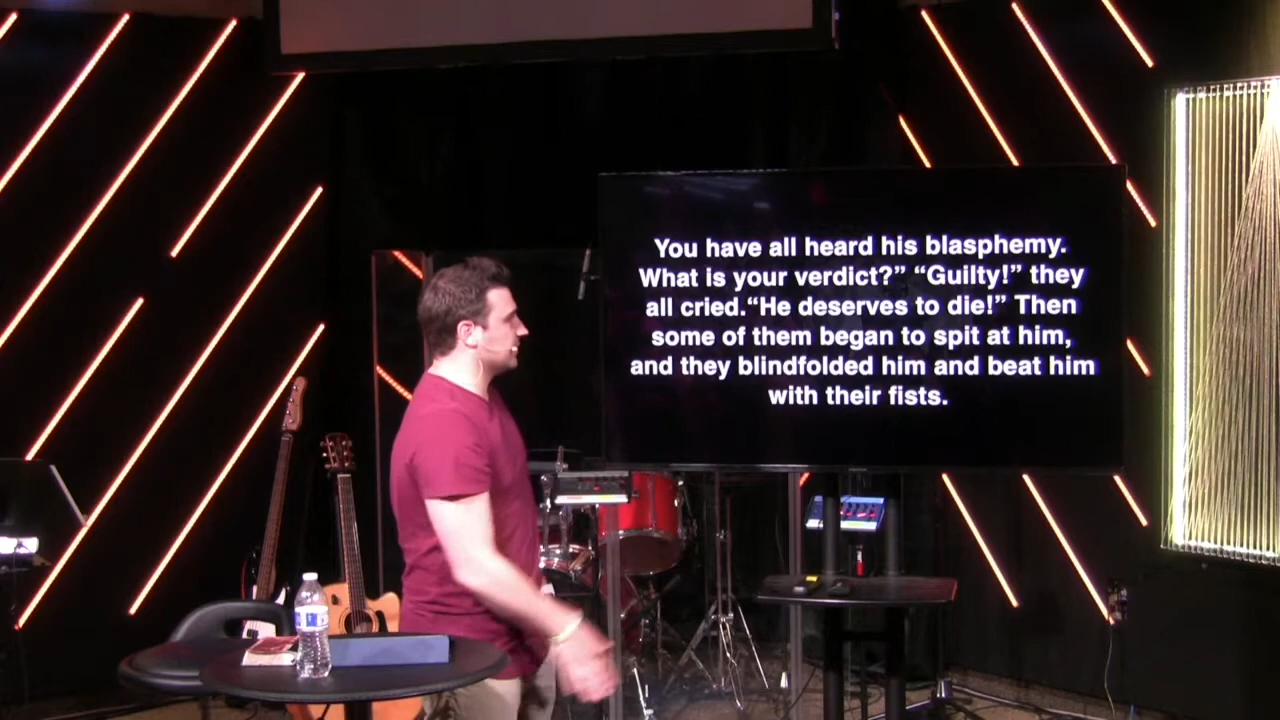 You have all heard his blasphemy.
What is your verdict?” “Guilty!” they
all cried.“He deserves to die!” Then
some of them began to spit at him,
and they blindfolded him and beat him
with their fists.